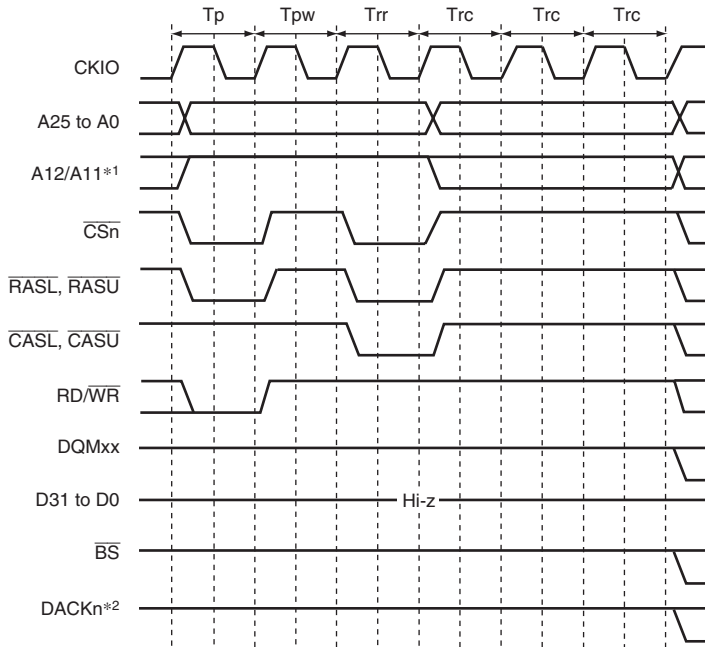 Tp Tpw Trr Trc Trc Trc
CKIO
A25 to A0
A12/A11*1
CSn
RASL, RASU
CASL, CASU
RD/WR
DQMxx
D31 to D0 Hi-z
BS
DACKn*2